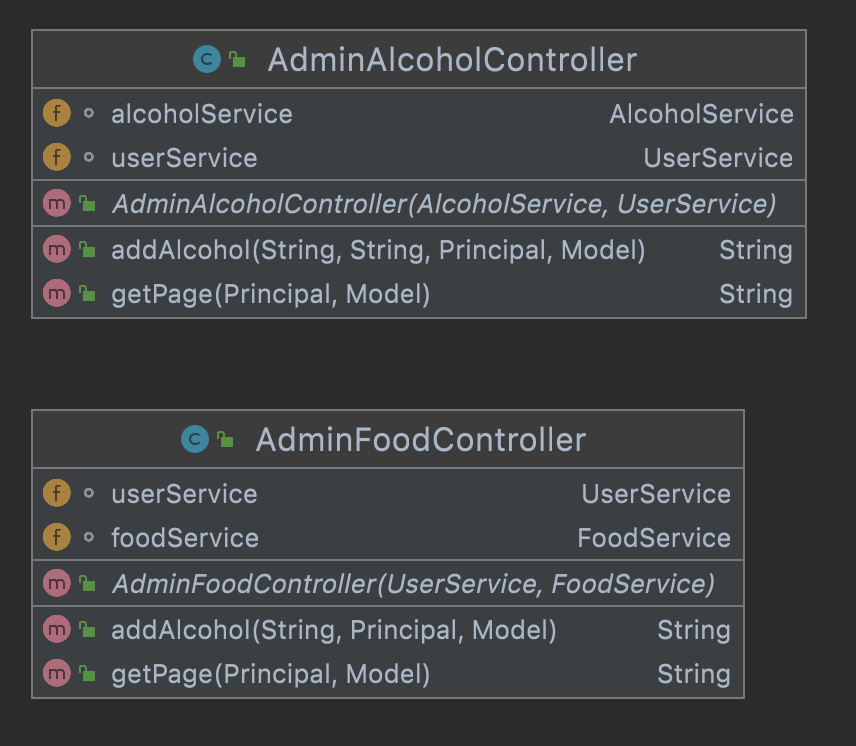 C AdminAlcoholController
f alcoholService AlcoholService
f userService UserService
m AdminAlcoholController(AlcoholService, UserService)
m addAlcohol(String, String, Principal, Model) String
m getPage(Principal, Model) String
C AdminFoodController
f userService UserService
f foodService FoodService
m AdminFoodController(UserService, FoodService)
m addAlcohol(String, Principal, Model) String
m getPage(Principal, Model) String